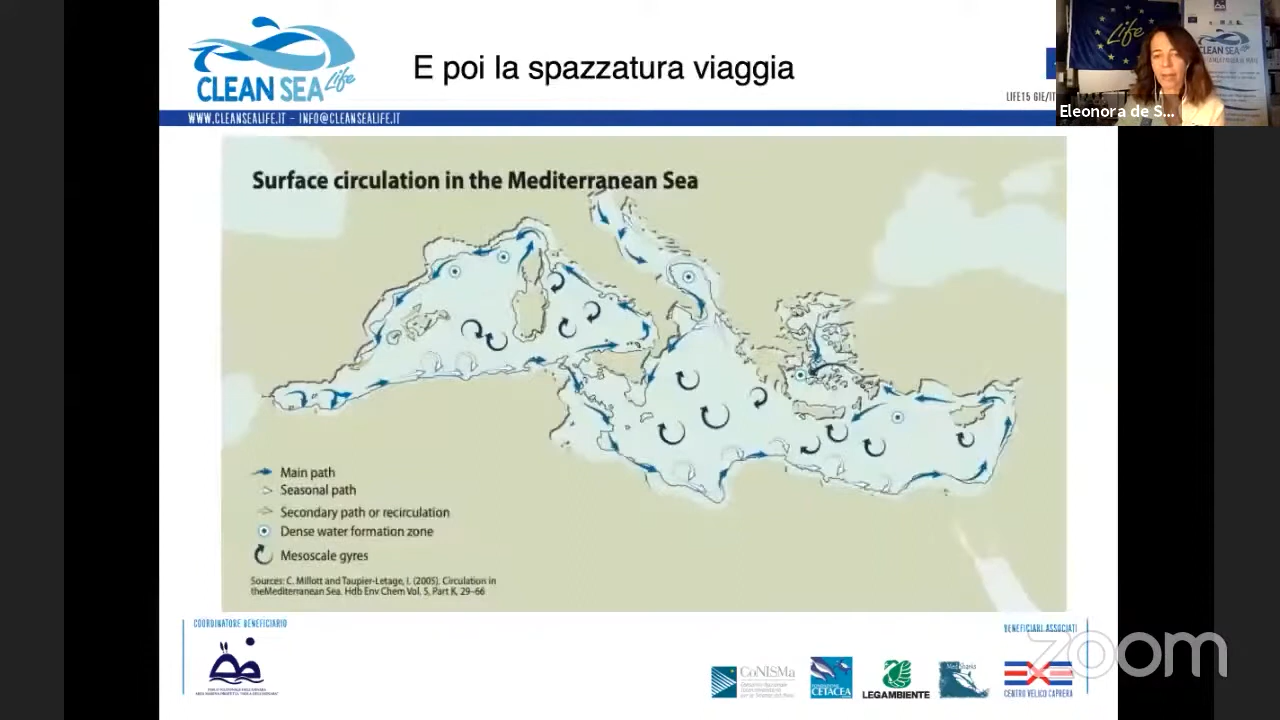 CLEAN SEA Life
E poi la spazzatura viaggia
LIFE15 GIE/IT
Life
CLEAN SEA
Eleonora de S...
WWW.CLEANSEALIFE.IT - INFO@CLEANSEALIFE.IT
Surface circulation in the Mediterranean Sea
Main path
Seasonal path
Secondary path or recirculation
Dense water formation zone
Mesoscale gyres
Sources: C. Millott and Taupier-Letage, I. (2005). Circulation in
theMediterranean Sea. Hdb Env Chem Vol. 5, Part K, 29–66
COORDINATORE BENEFICIARIO
BENEFICIARI ASSOCIATI
zoom
CoNISMa
CETACEA
LEGAMBIENTE
CENTRO VELICO CAPRERA